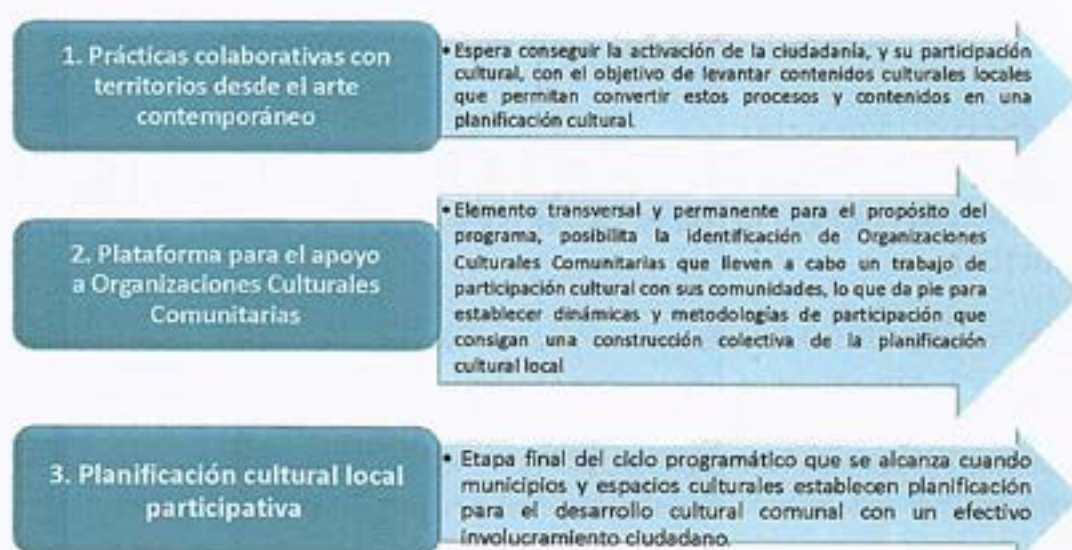 1. Prácticas colaborativas con
territorios desde el arte
contemporáneo
• Espera conseguir la activación de la ciudadanía, y su participación
cultural, con el objetivo de levantar contenidos culturales locales
que permitan convertir estos procesos y contenidos en una
planificación cultural.
2. Plataforma para el apoyo
a Organizaciones Culturales
Comunitarias
• Elemento transversal y permanente para el propósito del
programa, posibilita la identificación de Organizaciones
Culturales Comunitarias que lleven a cabo un trabajo de
participación cultural con sus comunidades, lo que da pie para
establecer dinámicas y metodologías de participación que
consigan una construcción colectiva de la planificación
cultural local
3. Planificación cultural local
participativa
• Etapa final del ciclo programático que se alcanza cuando
municipios y espacios culturales establecen planificación
para el desarrollo cultural comunal con un efectivo
involucramiento ciudadano.